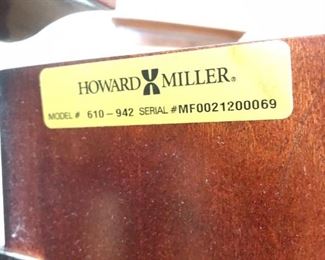 HOWARD MILLER®
MODEL # 610-942 SERIAL #MF0021200069